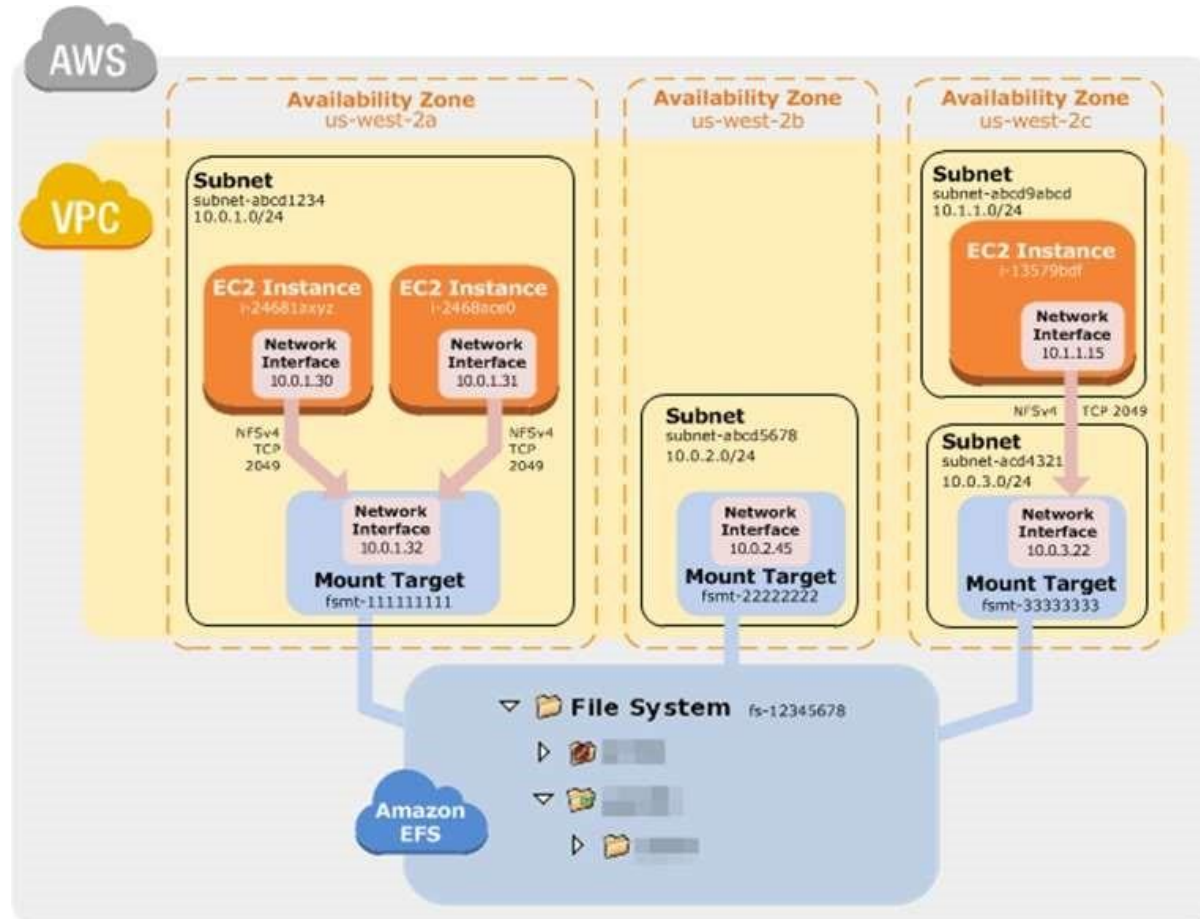 AWS
Availability Zone
us-west-2a
Availability Zone
us-west-2b
Availability Zone
us-west-2c
VPC
Subnet
subnet-abcd1234
10.0.1.0/24
EC2 Instance
i-24681axyz
Network
Interface
10.0.1.30
EC2 Instance
i-2468ace0
Network
Interface
10.0.1.31
NFSv4
TCP
2049
NFSv4
TCP
2049
Network
Interface
10.0.1.32
Mount Target
fsmt-111111111
Subnet
subnet-abcd5678
10.0.2.0/24
Network
Interface
10.0.2.45
Mount Target
fsmt-22222222
Subnet
subnet-abcd9abcd
10.1.1.0/24
EC2 Instance
i-13579bdf
Network
Interface
10.1.1.15
NFSv4 TCP 2049
Subnet
subnet-acd4321
10.0.3.0/24
Network
Interface
10.0.3.22
Mount Target
fsmt-33333333
File System fs-12345678
Amazon
EFS